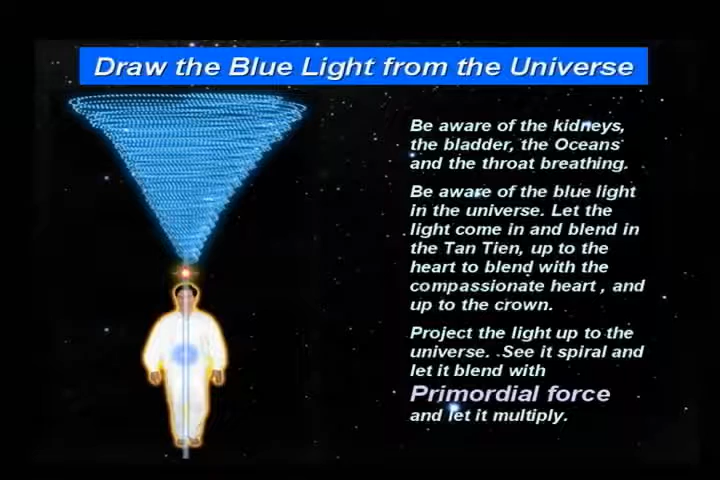 Draw the Blue Light from the Universe
Be aware of the kidneys,
the bladder, the Oceans
and the throat breathing.
Be aware of the blue light
in the universe. Let the
light come in and blend in
the Tan Tien, up to the
heart to blend with the
compassionate heart , and
up to the crown.
Project the light up to the
universe. See it spiral and
let it blend with
Primordial force
and let it multiply.